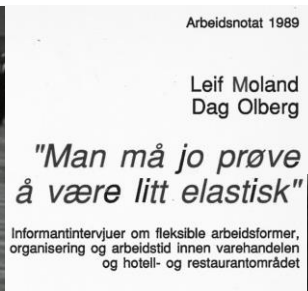 Arbeidsnotat 1989
Leif Moland
Dag Olberg
"Man må jo prøve
å være litt elastisk"
Informantintervjuer om fleksible arbeidsformer,
organisering og arbeidstid innen varehandelen
og hotell- og restaurantområdet